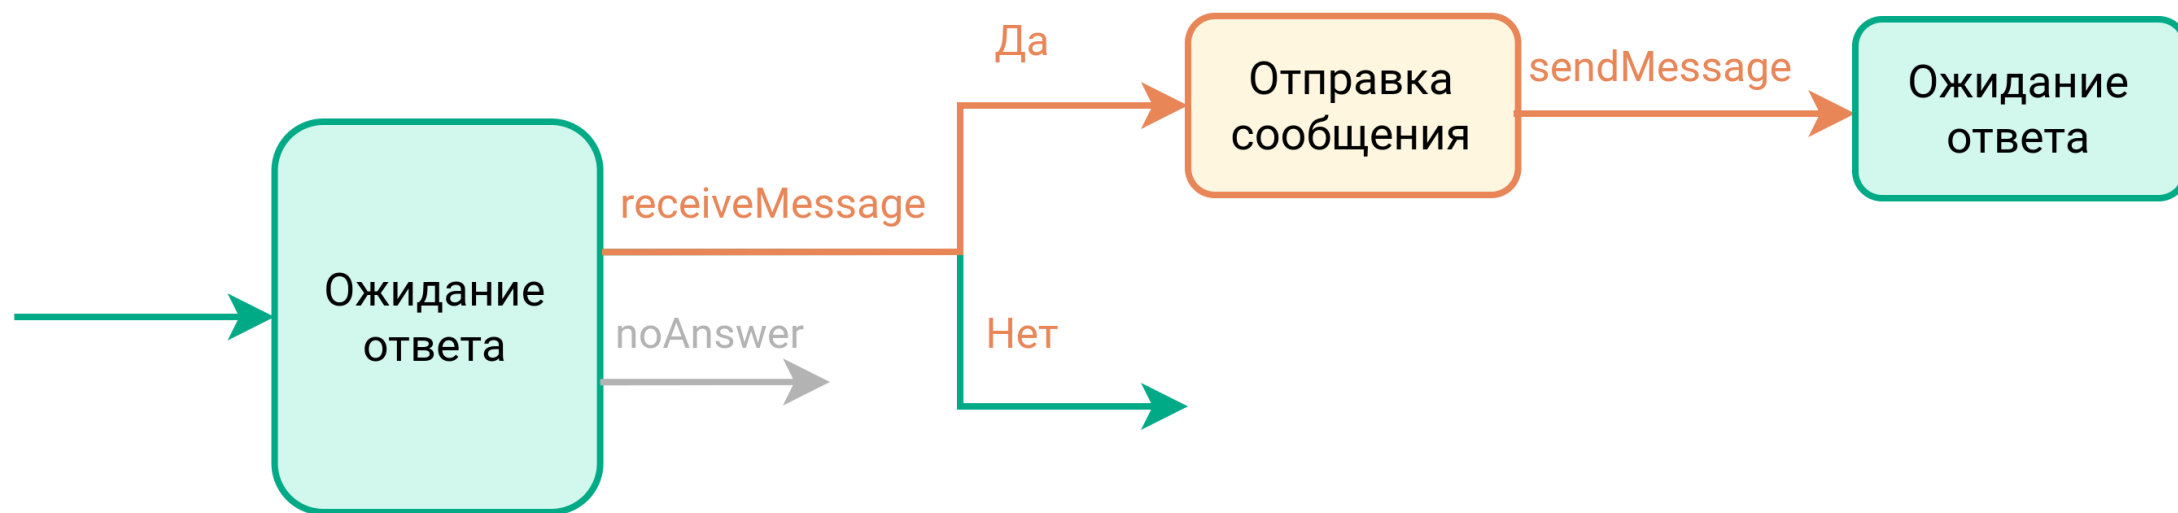 Ожидание
ответа
receiveMessage
noAnswer
Да
Нет
Отправка
сообщения
sendMessage
Ожидание
ответа